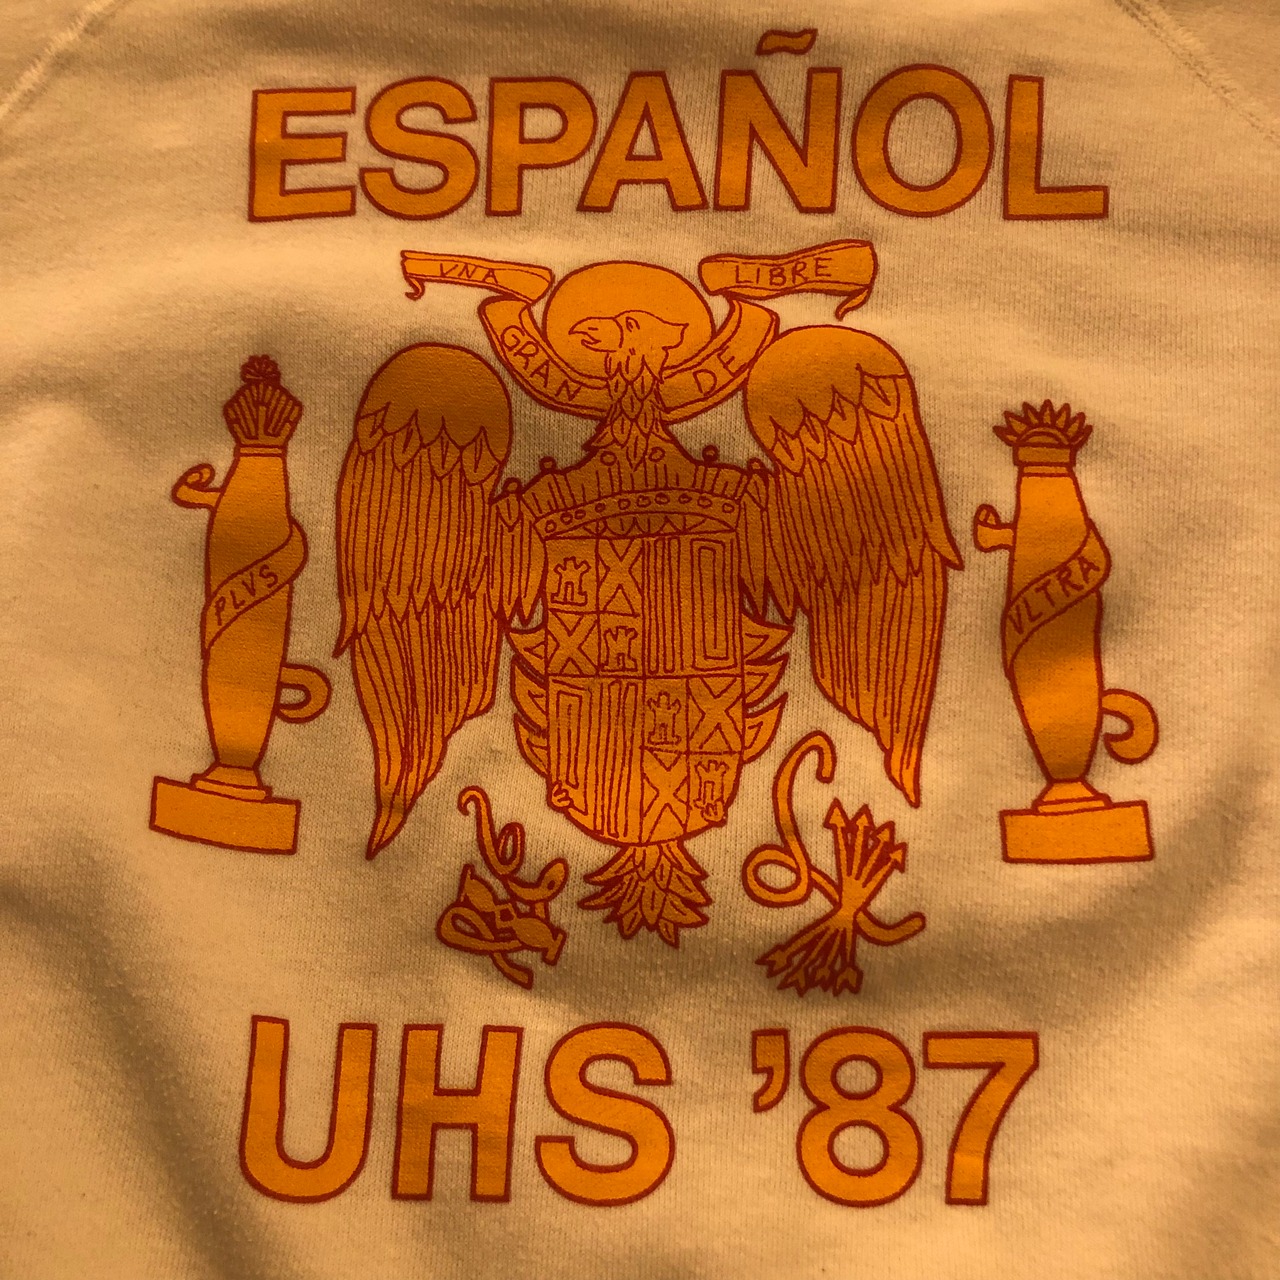 ESPAÑOL
VNA GRAN DE LIBRE
PLVS
VLTRA
UHS '87